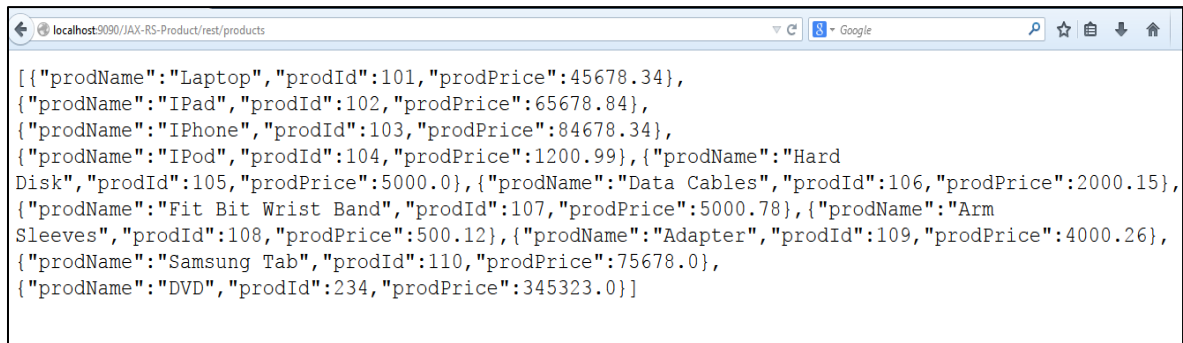 localhost:9090/JAX-RS-Product/rest/products
8 Google
[{"prodName":"Laptop","prodId":101,"prodPrice":45678.34},
{"prodName":"IPad","prodId":102,"prodPrice":65678.84},
{"prodName":"IPhone","prodId":103,"prodPrice":84678.34},
{"prodName":"IPod","prodId":104,"prodPrice":1200.99},{"prodName":"Hard
Disk","prodId":105,"prodPrice":5000.0},{"prodName":"Data Cables","prodId":106,"prodPrice":2000.15},
{"prodName":"Fit Bit Wrist Band","prodId":107,"prodPrice":5000.78},{"prodName":"Arm
Sleeves","prodId":108,"prodPrice":500.12},{"prodName":"Adapter","prodId":109,"prodPrice":4000.26},
{"prodName":"Samsung Tab","prodId":110,"prodPrice":75678.0},
{"prodName":"DVD","prodId":234,"prodPrice":345323.0}]